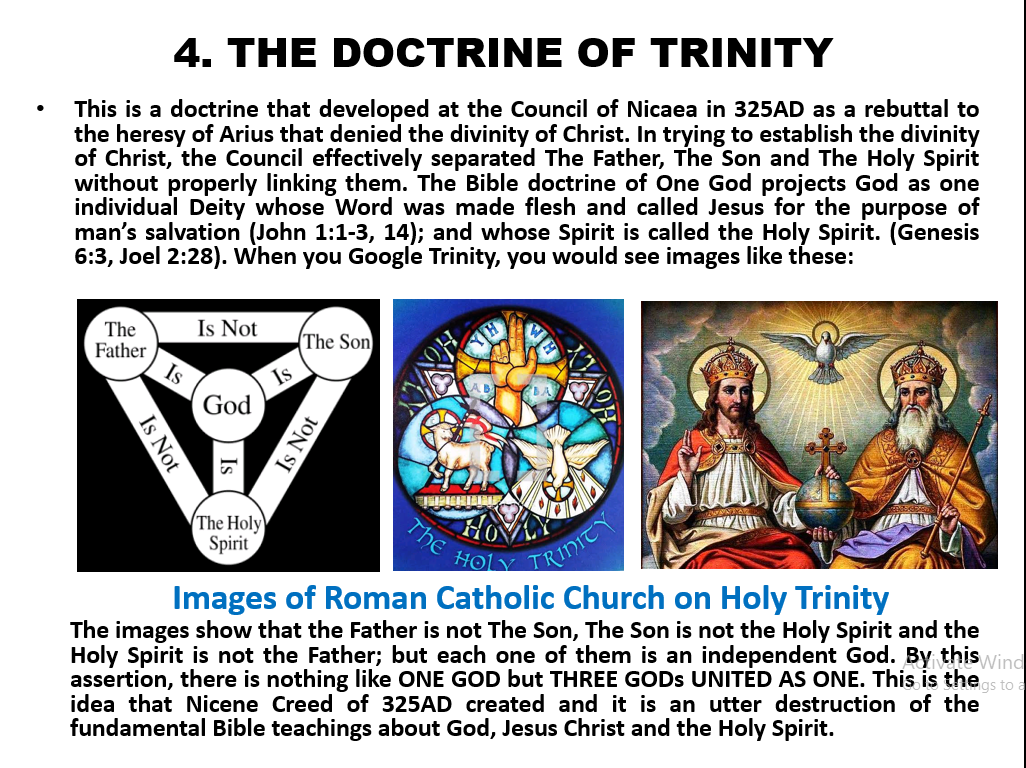 4. THE DOCTRINE OF TRINITY
• This is a doctrine that developed at the Council of Nicaea in 325AD as a rebuttal to
the heresy of Arius that denied the divinity of Christ. In trying to establish the divinity
of Christ, the Council effectively separated The Father, The Son and The Holy Spirit
without properly linking them. The Bible doctrine of One God projects God as one
individual Deity whose Word was made flesh and called Jesus for the purpose of
man’s salvation (John 1:1-3, 14); and whose Spirit is called the Holy Spirit. (Genesis
6:3, Joel 2:28). When you Google Trinity, you would see images like these:
The
Father
Is Not
The Son
Is
Is
God
Is Not
Is
Is Not
The Holy
Spirit
YH WH
HOLY
THE HOLY TRINITY
Images of Roman Catholic Church on Holy Trinity
The images show that the Father is not The Son, The Son is not the Holy Spirit and the
Holy Spirit is not the Father; but each one of them is an independent God. By this
assertion, there is nothing like ONE GOD but THREE GODs UNITED AS ONE. This is the
idea that Nicene Creed of 325AD created and it is an utter destruction of the
fundamental Bible teachings about God, Jesus Christ and the Holy Spirit.
Activate Wind
Go to Settings to a